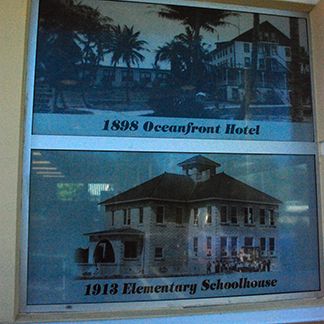 1898 Oceanfront Hotel
1913 Elementary Schoolhouse